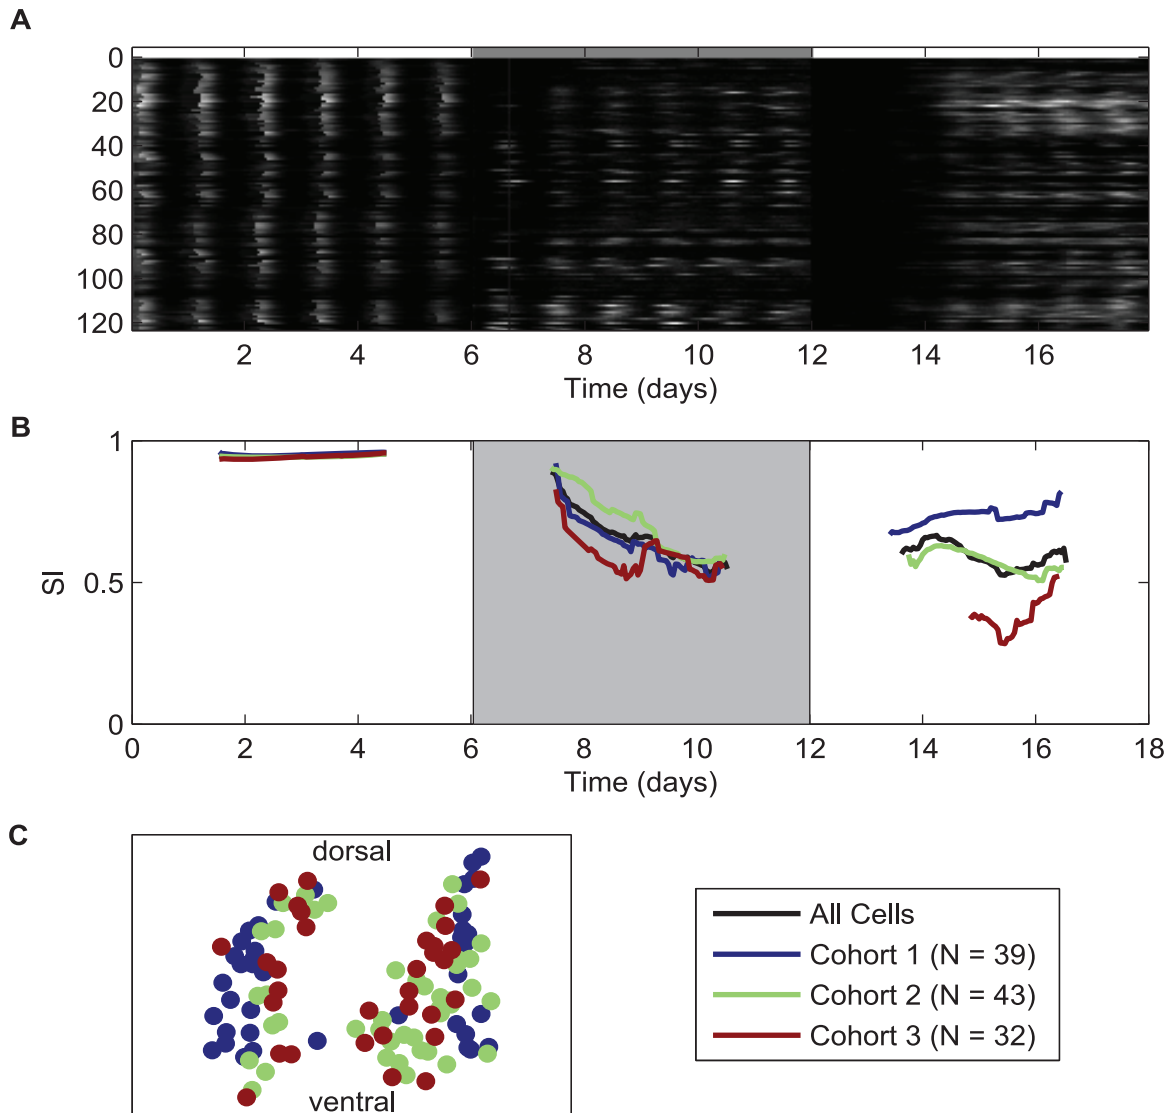 A
0
20
40
60
80
100
120
2 4 6 8 10 12 14 16
Time (days)
B
1
0.5
0
SI
0 2 4 6 8 10 12 14 16 18
Time (days)
C
dorsal
ventral
All Cells
Cohort 1 (N = 39)
Cohort 2 (N = 43)
Cohort 3 (N = 32)